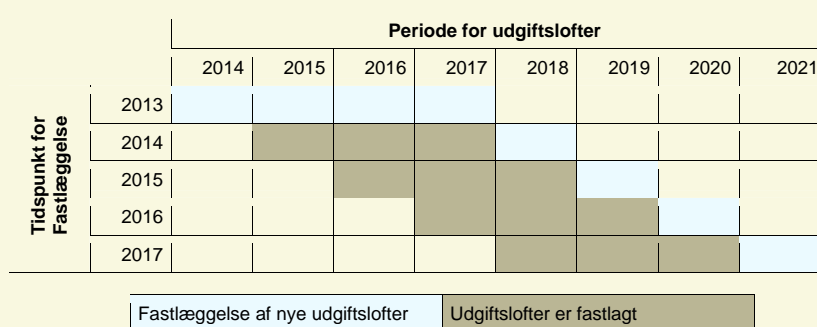 Periode for udgiftslofter
2014 2015 2016 2017 2018 2019 2020 2021
Tidspunkt for
Fastlæggelse
2013
2014
2015
2016
2017
Fastlæggelse af nye udgiftslofter Udgiftslofter er fastlagt